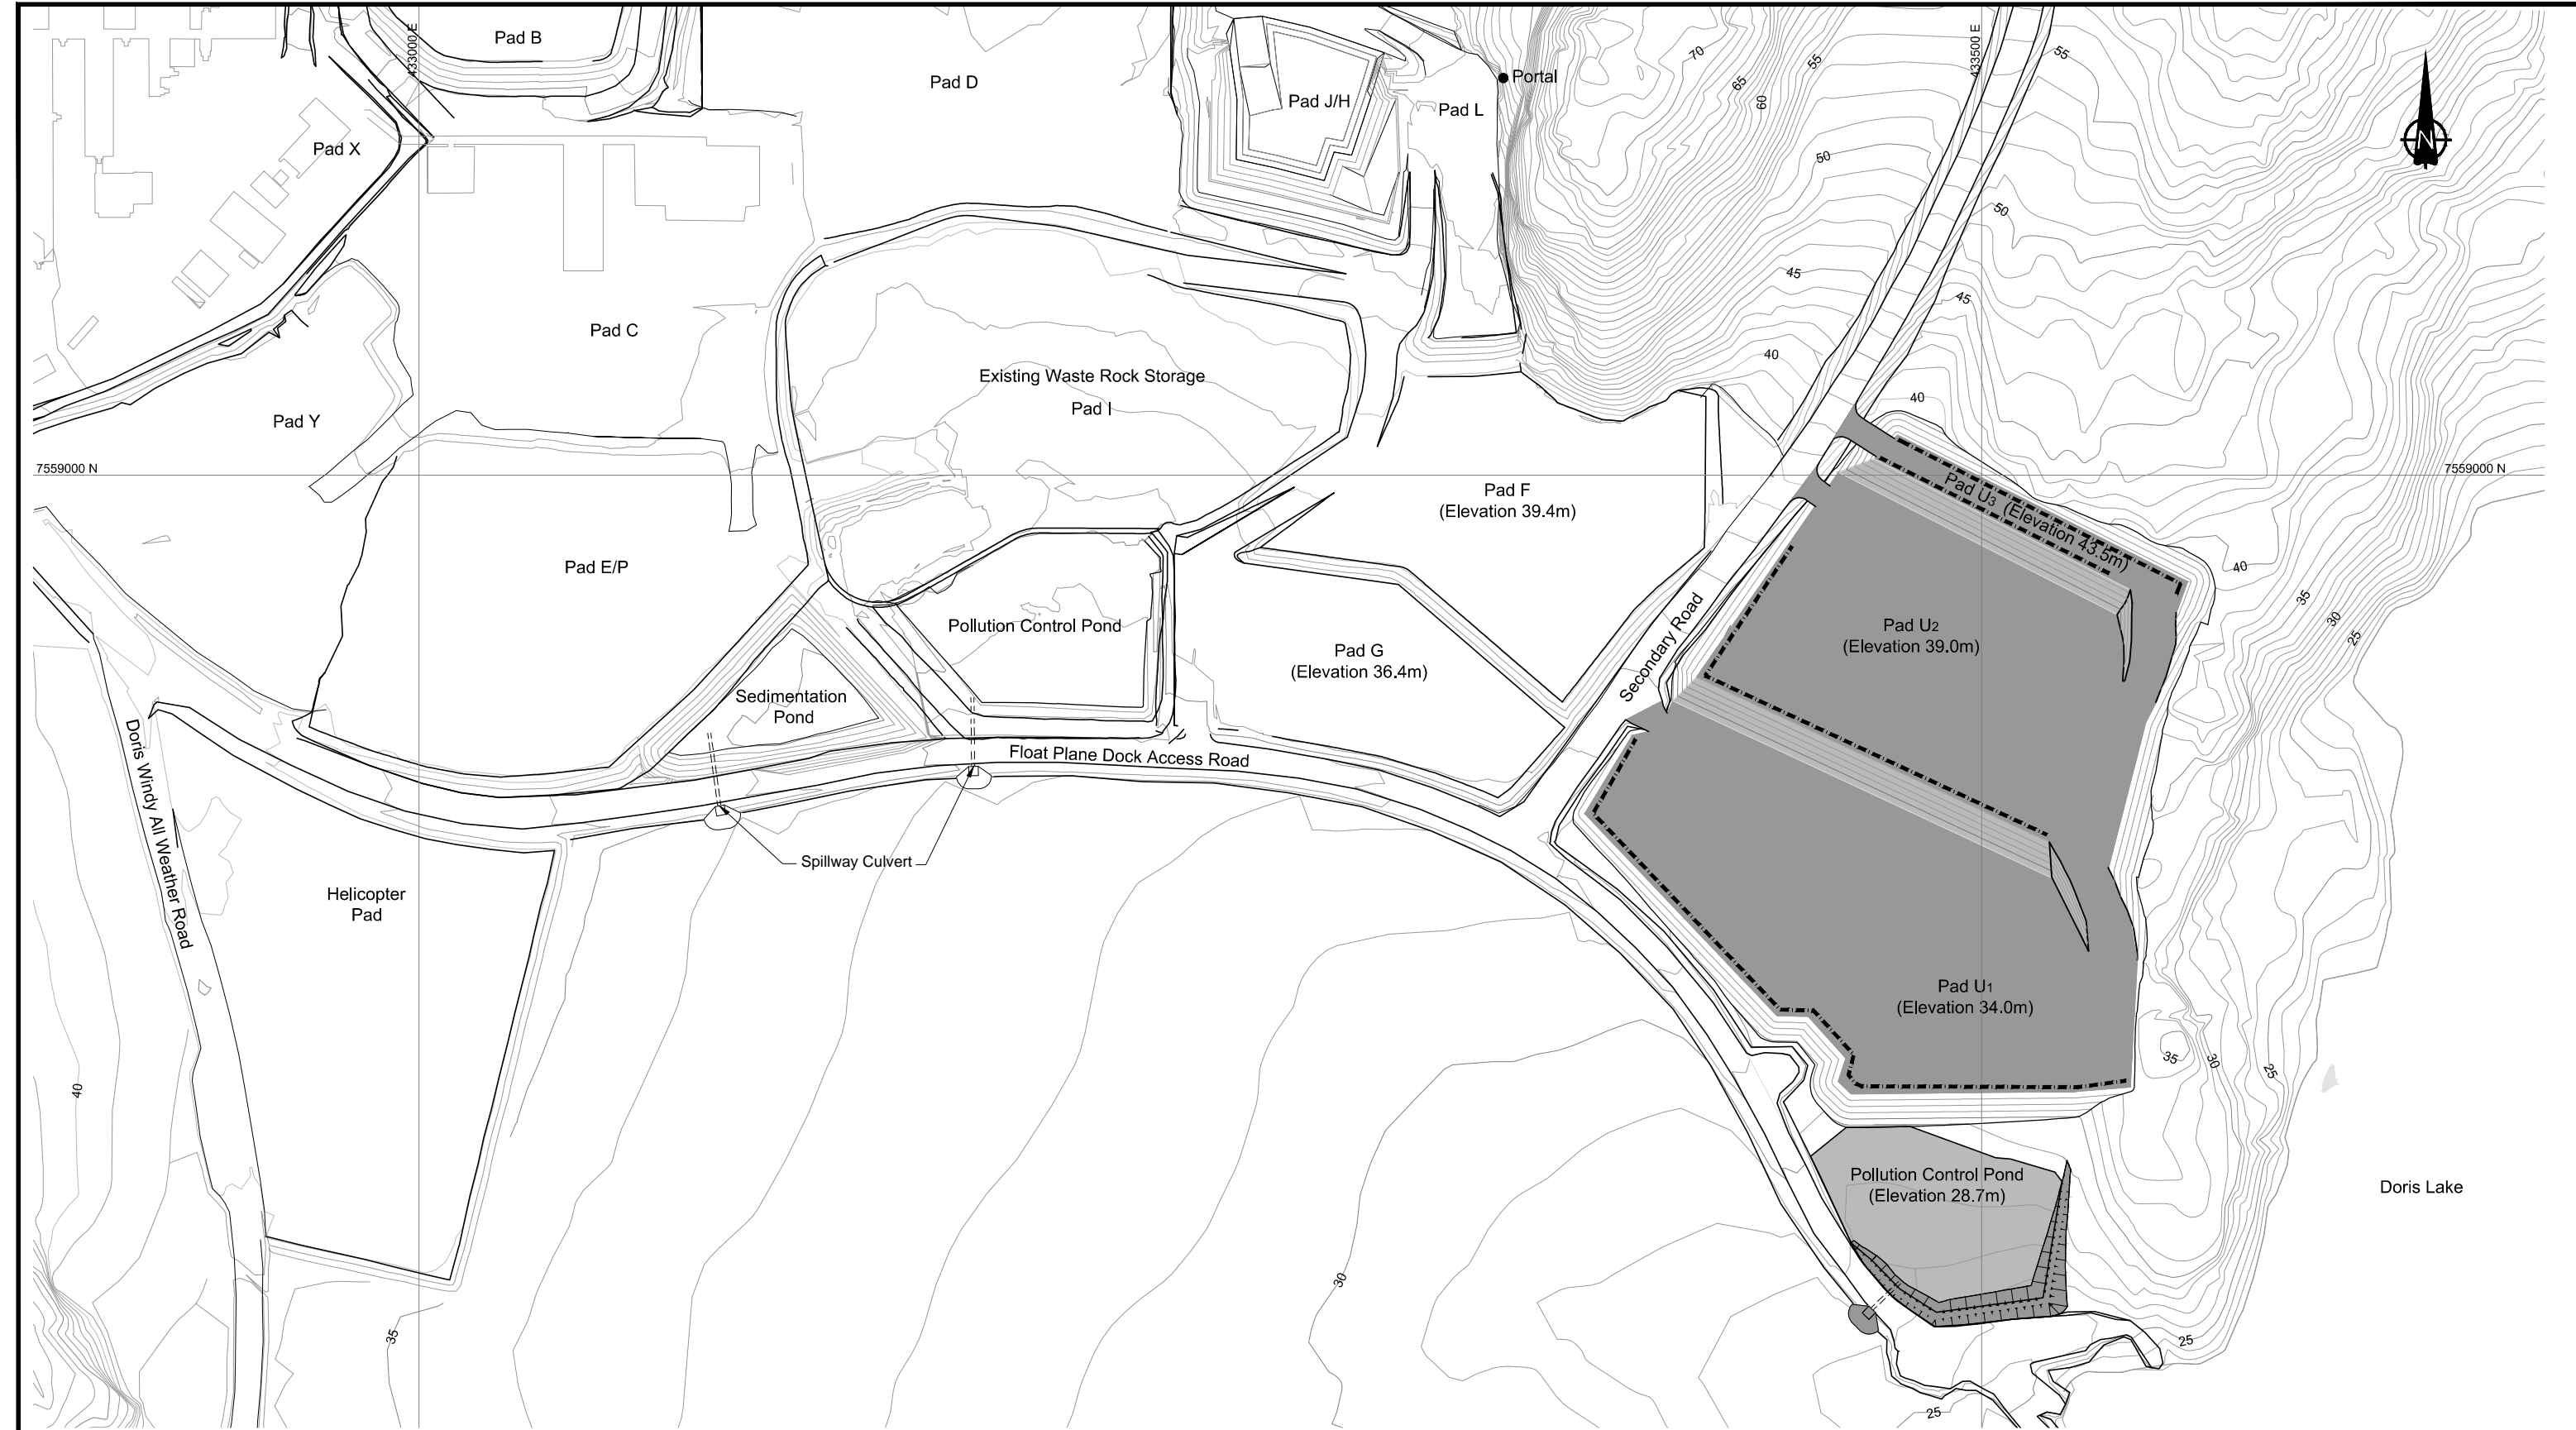 Pad B
433000 E
Pad D
Pad J/H
Pad L
Portal
70
65
60
55
433500 E
55
N
Pad X
50
50
45
45
Pad C
40
Existing Waste Rock Storage
Pad I
40
Pad Y
7559000 N
7559000 N
Pad F
(Elevation 39.4m)
Pad U3 (Elevation 43.5m)
Pad E/P
40
35
30
25
Pollution Control Pond
Secondary Road
Pad U2
(Elevation 39.0m)
Pad G
(Elevation 36.4m)
Sedimentation
Pond
Doris Windy All Weather Road
Float Plane Dock Access Road
Spillway Culvert
Helicopter
Pad
Pad U1
(Elevation 34.0m)
35
30
25
40
Pollution Control Pond
(Elevation 28.7m)
Doris Lake
30
35
25
25